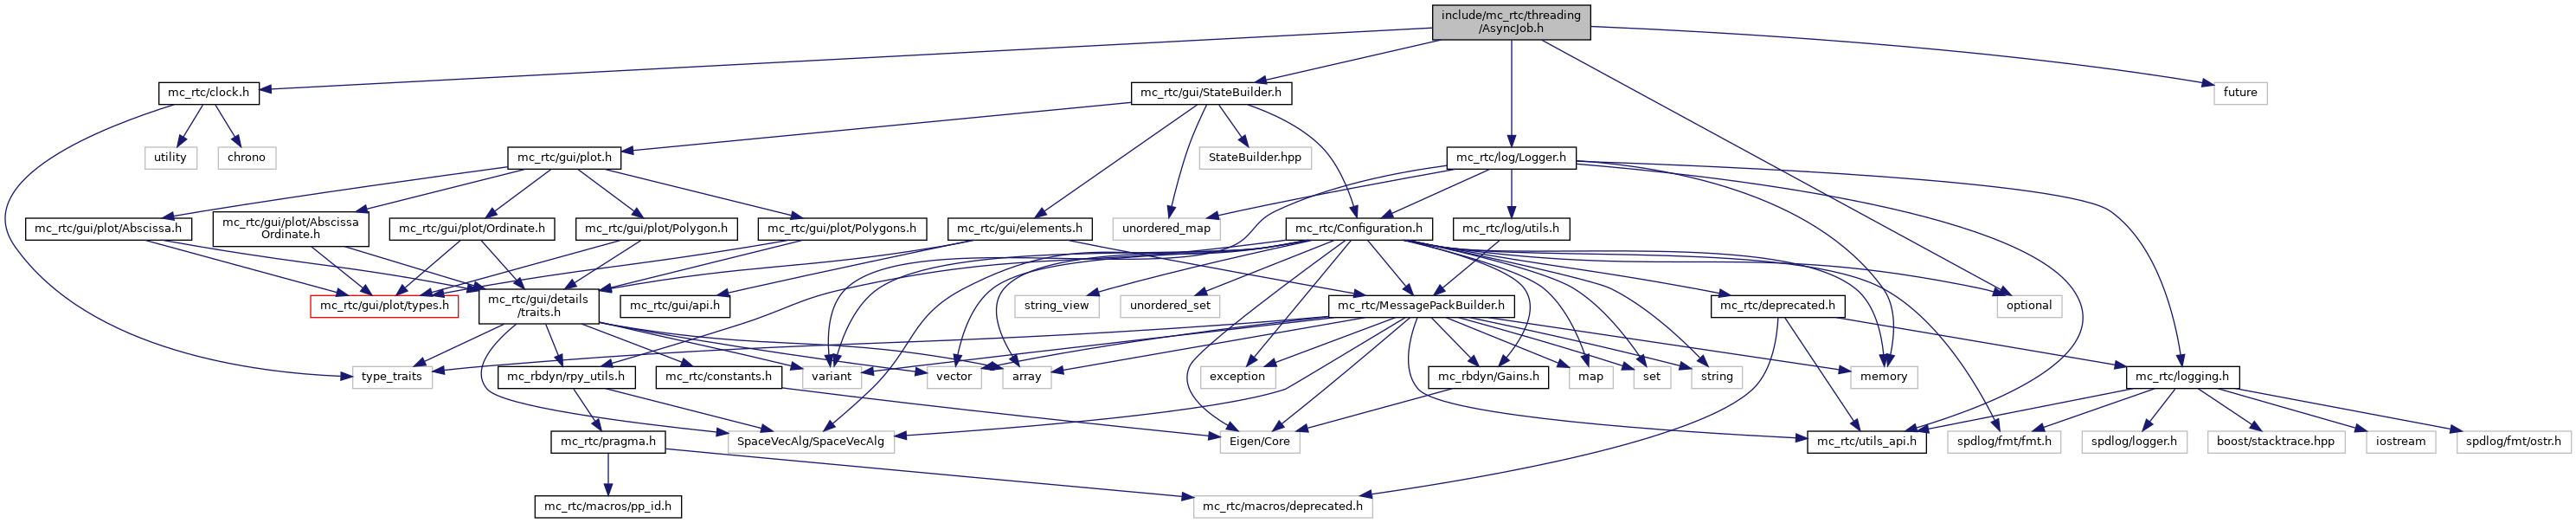 include/mc_rtc/threading
/AsyncJob.h
mc_rtc/clock.h
mc_rtc/gui/StateBuilder.h
future
utility
chrono
mc_rtc/gui/plot.h
StateBuilder.hpp
mc_rtc/log/Logger.h
mc_rtc/gui/plot/Abscissa.h
mc_rtc/gui/plot/Abscissa
Ordinate.h
mc_rtc/gui/plot/Ordinate.h
mc_rtc/gui/plot/Polygon.h
mc_rtc/gui/plot/Polygons.h
mc_rtc/gui/elements.h
unordered_map
mc_rtc/Configuration.h
mc_rtc/log/utils.h
mc_rtc/gui/plot/types.h
mc_rtc/gui/details
/traits.h
mc_rtc/gui/api.h
string_view
unordered_set
mc_rtc/MessagePackBuilder.h
mc_rtc/deprecated.h
optional
type_traits
mc_rbdyn/rpy_utils.h
mc_rtc/constants.h
variant
vector
array
exception
mc_rbdyn/Gains.h
map
set
string
memory
mc_rtc/logging.h
mc_rtc/pragma.h
SpaceVecAlg/SpaceVecAlg
Eigen/Core
mc_rtc/utils_api.h
spdlog/fmt/fmt.h
spdlog/logger.h
boost/stacktrace.hpp
iostream
spdlog/fmt/ostr.h
mc_rtc/macros/pp_id.h
mc_rtc/macros/deprecated.h